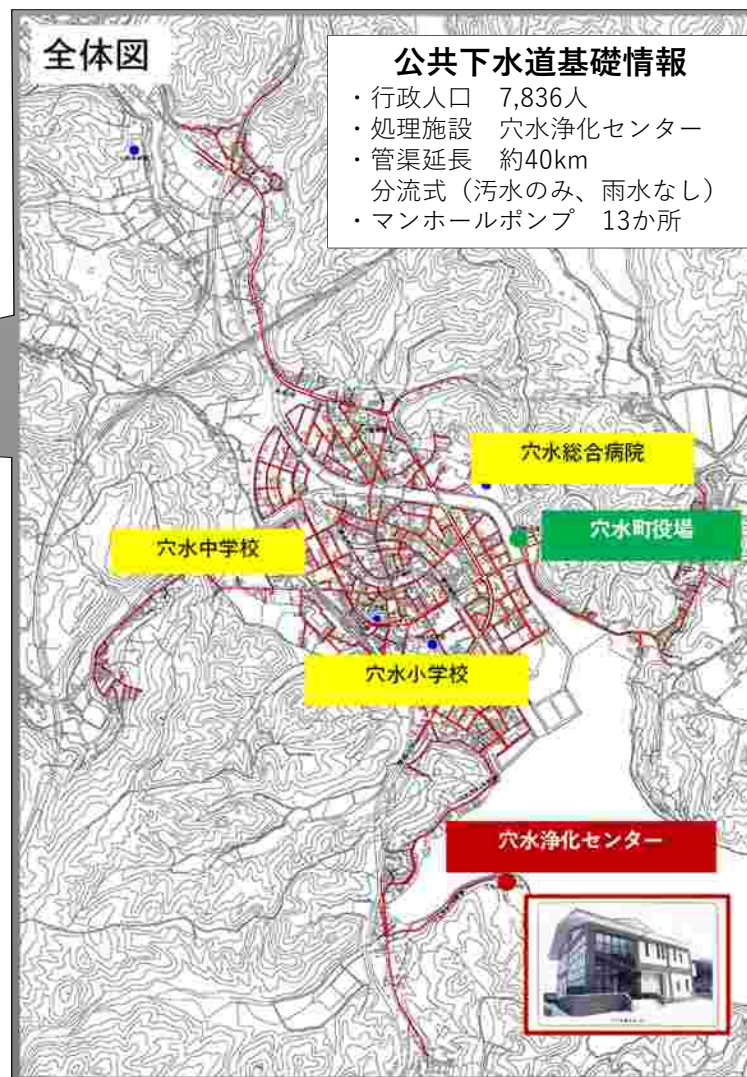 全体図
公共下水道基礎情報
・行政人口 7,836人
・処理施設 穴水浄化センター
・管渠延長 約40km
分流式（汚水のみ、雨水なし）
・マンホールポンプ 13か所
穴水総合病院
穴水町役場
穴水中学校
穴水小学校
穴水浄化センター